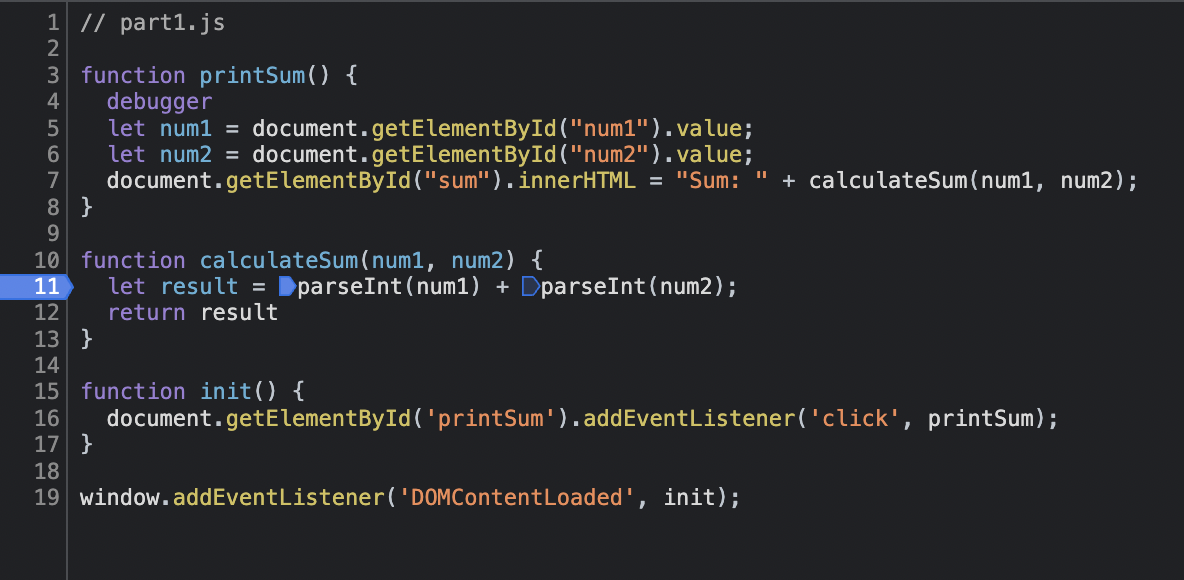 1 // part1.js
2
3 function printSum() {
4   debugger
5   let num1 = document.getElementById("num1").value;
6   let num2 = document.getElementById("num2").value;
7   document.getElementById("sum").innerHTML = "Sum: " + calculateSum(num1, num2);
8 }
9
10 function calculateSum(num1, num2) {
11   let result = parseInt(num1) + parseInt(num2);
12   return result
13 }
14
15 function init() {
16   document.getElementById('printSum').addEventListener('click', printSum);
17 }
18
19 window.addEventListener('DOMContentLoaded', init);